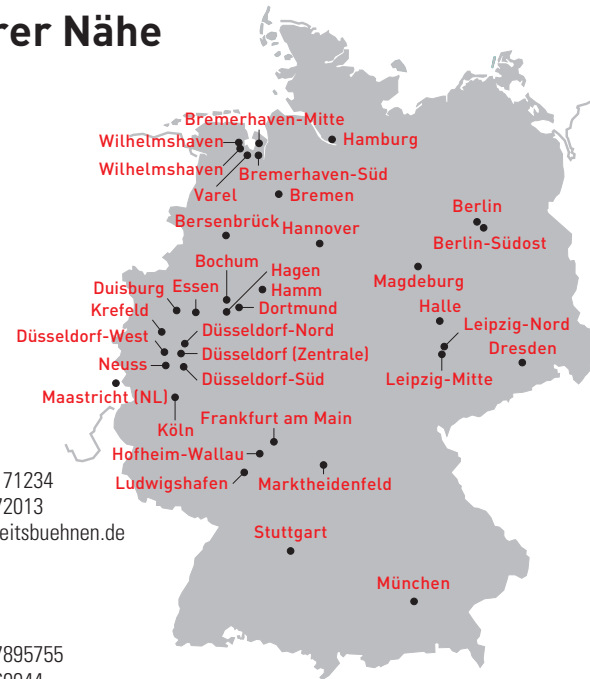 rer Nähe
Bremerhaven-Mitte
Wilhelmshaven
Hamburg
Wilhelmshaven
Bremerhaven-Süd
Varel
Bremen
Berlin
Bersenbrück
Hannover
Berlin-Südost
Bochum
Hagen
Magdeburg
Duisburg
Essen
Hamm
Krefeld
Dortmund
Halle
Düsseldorf-West
Düsseldorf-Nord
Leipzig-Nord
Düsseldorf (Zentrale)
Dresden
Neuss
Düsseldorf-Süd
Leipzig-Mitte
Maastricht (NL)
Köln
Frankfurt am Main
Hofheim-Wallau
Ludwigshafen
Marktheidenfeld
71234
72013
eitsbuehnen.de
Stuttgart
München
7895755